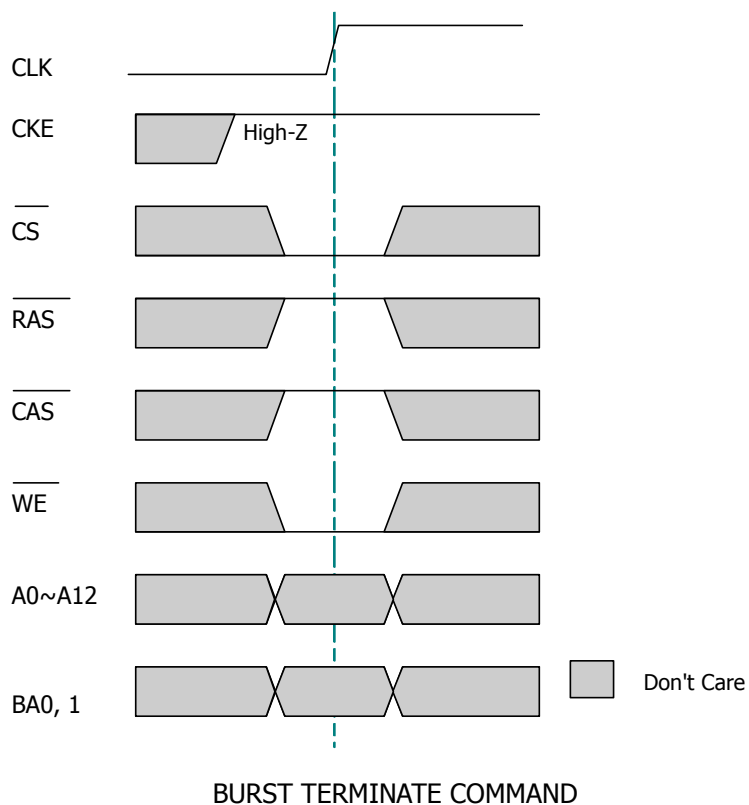 CLK
CKE
High-Z
CS
RAS
CAS
WE
A0~A12
BA0, 1
Don't Care
BURST TERMINATE COMMAND